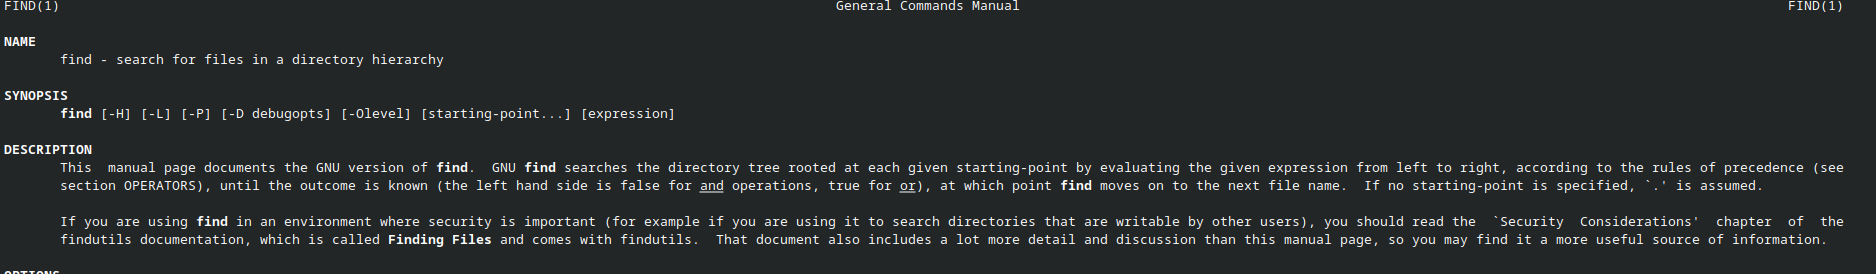 FIND(1) General Commands Manual FIND(1)
NAME
find - search for files in a directory hierarchy
SYNOPSIS
find [-H] [-L] [-P] [-D debugopts] [-Olevel] [starting-point...] [expression]
DESCRIPTION
This  manual page documents the GNU version of find.  GNU find searches the directory tree rooted at each given starting-point by evaluating the given expression from left to right, according to the rules of precedence (see
section OPERATORS), until the outcome is known (the left hand side is false for and operations, true for or), at which point find moves on to the next file name.  If no starting-point is specified, `.' is assumed.
If you are using find in an environment where security is important (for example if you are using it to search directories that are writable by other users), you should read the  `Security  Considerations'  chapter  of  the
findutils documentation, which is called Finding Files and comes with findutils.  That document also includes a lot more detail and discussion than this manual page, so you may find it a more useful source of information.
OPTIONS